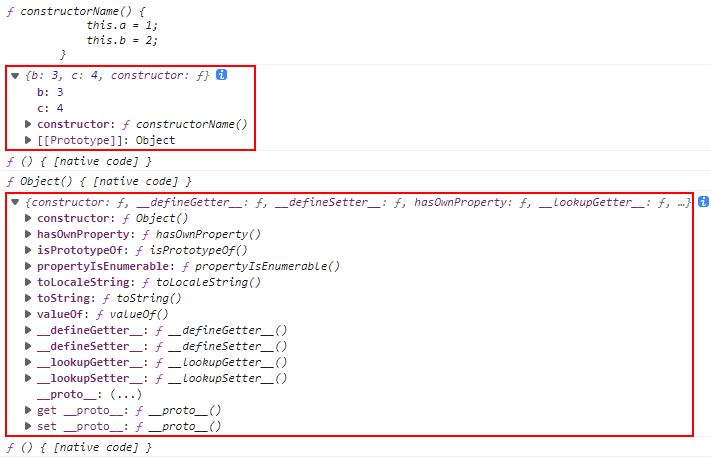 ƒ constructorName() {
this.a = 1;
this.b = 2;
}
▼ {b: 3, c: 4, constructor: ƒ} i
b: 3
c: 4
▶ constructor: ƒ constructorName()
▶ [[Prototype]]: Object
ƒ () { [native code] }
ƒ Object() { [native code] }
▼ {constructor: ƒ, __defineGetter__: ƒ, __defineSetter__: ƒ, hasOwnProperty: ƒ, __lookupGetter__: ƒ, …} i
▶ constructor: ƒ Object()
▶ hasOwnProperty: ƒ hasOwnProperty()
▶ isPrototypeOf: ƒ isPrototypeOf()
▶ propertyIsEnumerable: ƒ propertyIsEnumerable()
▶ toLocaleString: ƒ toLocaleString()
▶ toString: ƒ toString()
▶ valueOf: ƒ valueOf()
▶ __defineGetter__: ƒ __defineGetter__()
▶ __defineSetter__: ƒ __defineSetter__()
▶ __lookupGetter__: ƒ __lookupGetter__()
▶ __lookupSetter__: ƒ __lookupSetter__()
__proto__: (...)
▶ get __proto__: ƒ __proto__()
▶ set __proto__: ƒ __proto__()
ƒ () { [native code] }